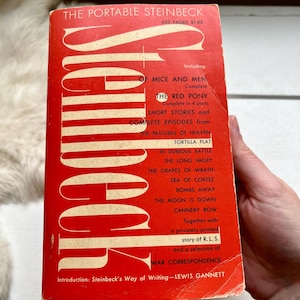 THE PORTABLE STEINBECK
Steinbeck
Including
OF MICE AND MEN
Complete
THE RED PONY
complete in 4 parts
SHORT STORIES and
COMPLETE EPISODES from
THE PASTURES OF HEAVEN
TORTILLA FLAT
IN DUBIOUS BATTLE
THE LONG VALLEY
THE GRAPES OF WRATH
SEA OF CORTEZ
BOMBS AWAY
THE MOON IS DOWN
CANNERY ROW
Together with
a privately printed
story of R.L.S.
and a selection of
WAR CORRESPONDENCE
Introduction: Steinbeck's Way of Writing—LEWIS GANNETT